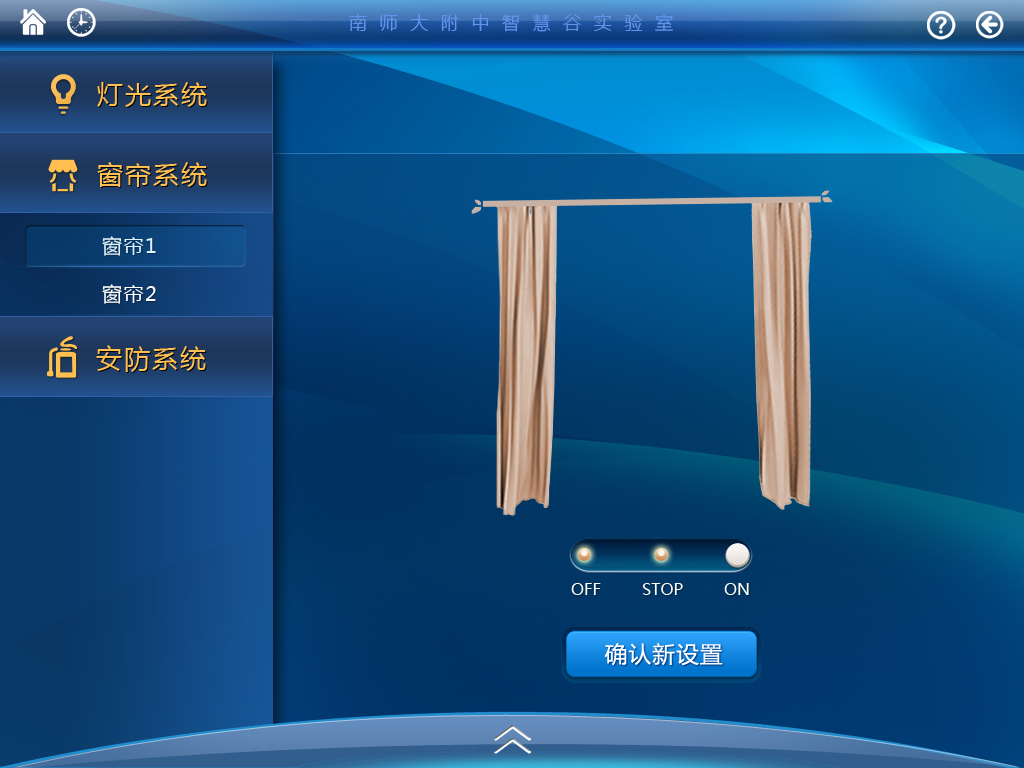 南师大附中智慧谷实验室
灯光系统
窗帘系统
窗帘1
窗帘2
安防系统
OFF STOP ON
确认新设置